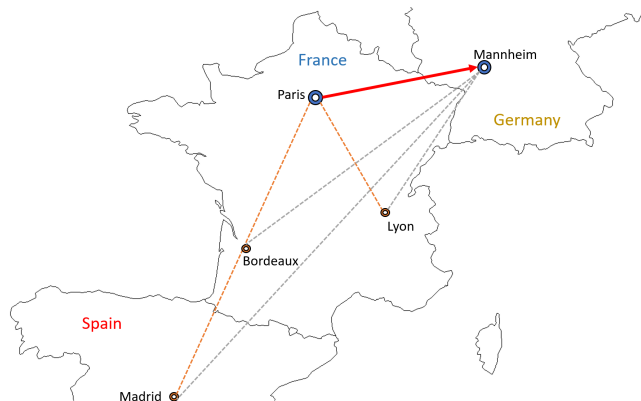 Mannheim
France
Paris
Germany
Lyon
Bordeaux
Spain
Madrid